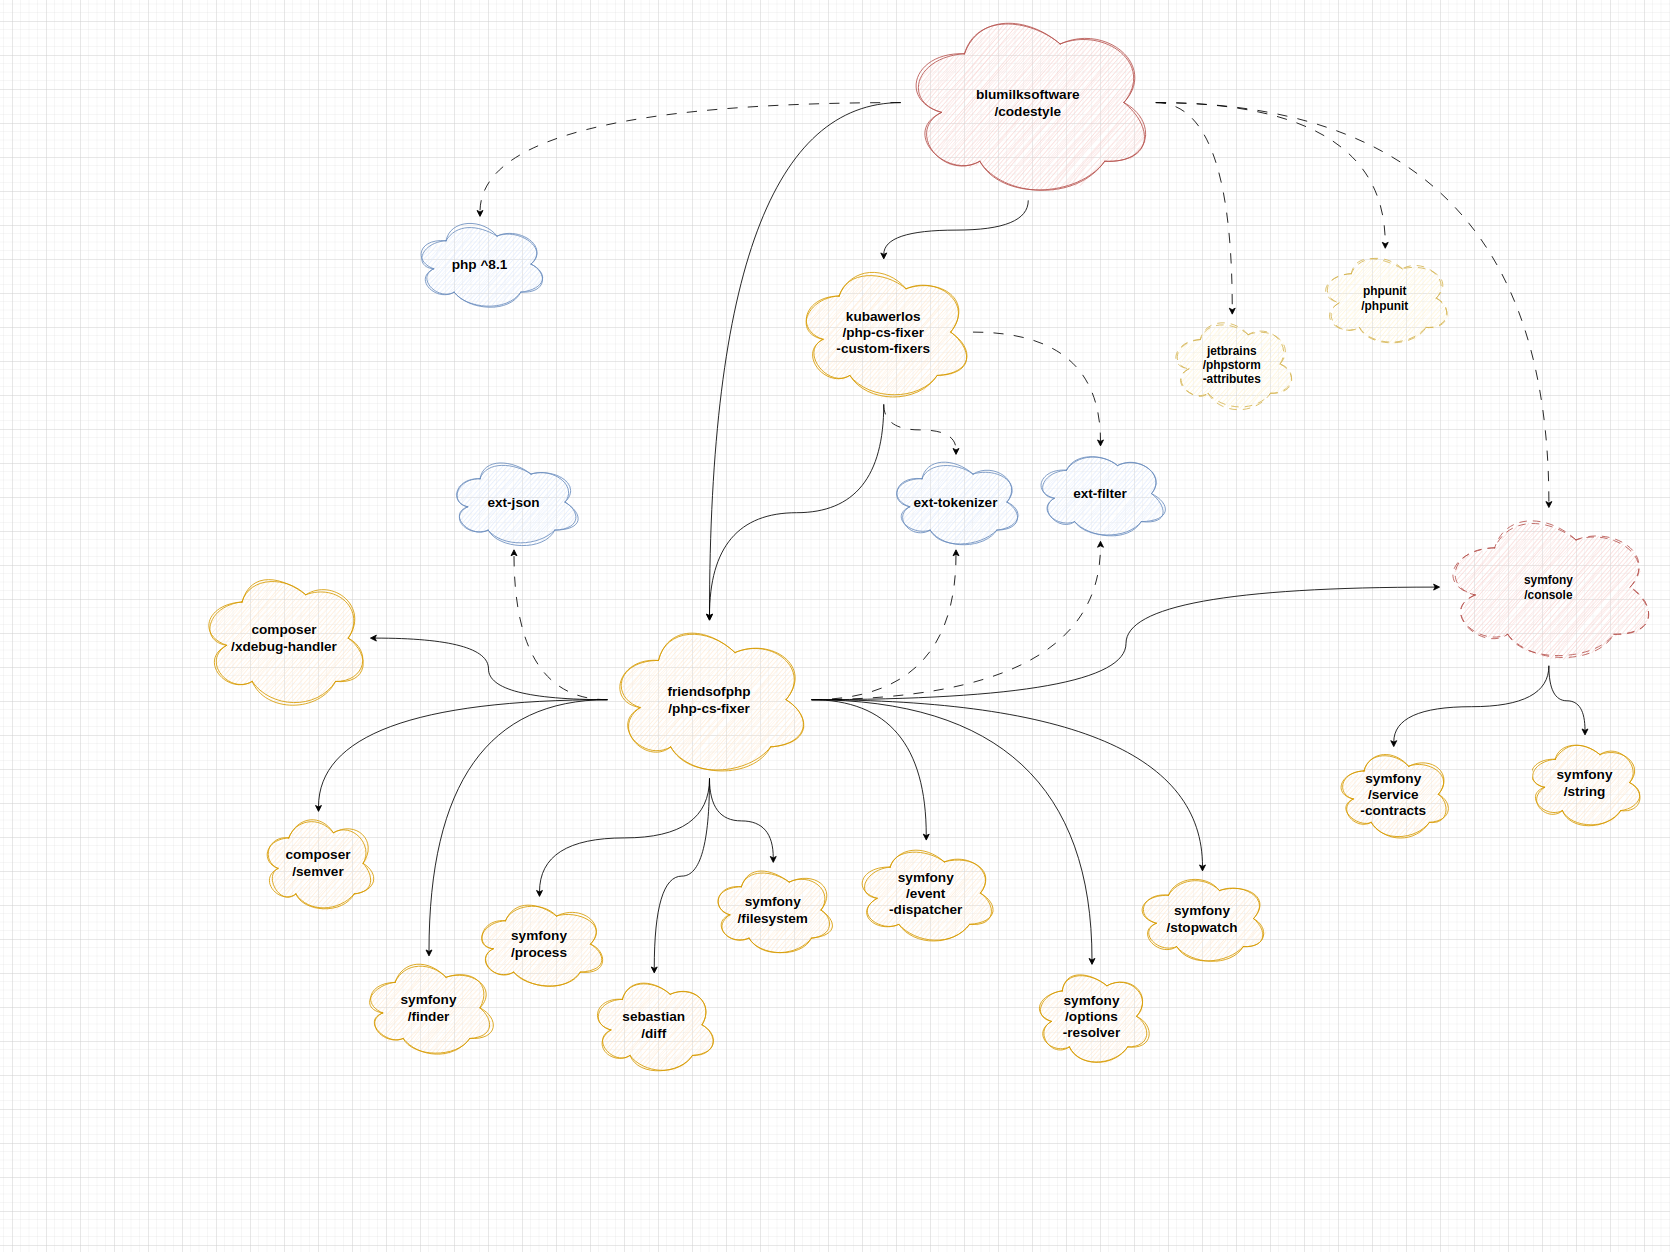 blumilksoftware
/codestyle
php ^8.1
kubawerlos
/php-cs-fixer
-custom-fixers
phpunit
/phpunit
jetbrains
/phpstorm
-attributes
ext-json
ext-tokenizer
ext-filter
symfony
/console
composer
/xdebug-handler
friendsofphp
/php-cs-fixer
symfony
/service
-contracts
symfony
/string
composer
/semver
symfony
/process
symfony
/filesystem
symfony
/event
-dispatcher
symfony
/stopwatch
symfony
/finder
sebastian
/diff
symfony
/options
-resolver